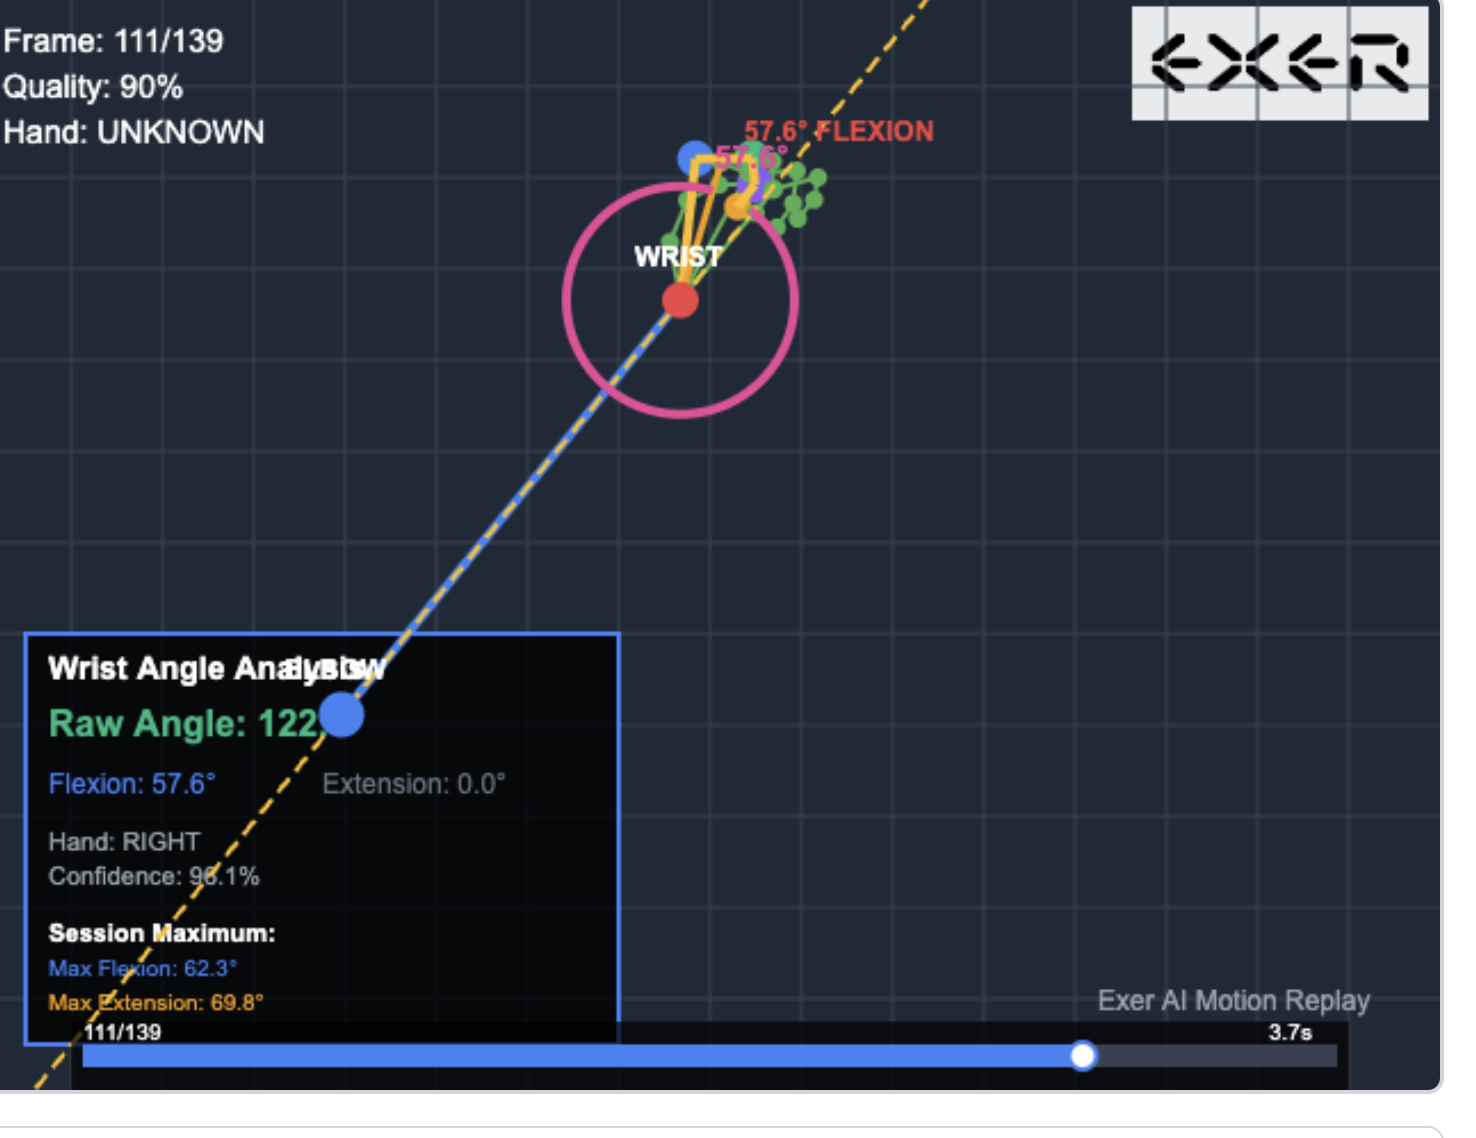 Frame: 111/139
Quality: 90%
Hand: UNKNOWN
EXER
57.6° FLEXION
57.6°
WRIST
Wrist Angle Analysis
ELBOW
Raw Angle: 122.
Flexion: 57.6°
Extension: 0.0°
Hand: RIGHT
Confidence: 96.1%
Session Maximum:
Max Flexion: 62.3°
Max Extension: 69.8°
Exer AI Motion Replay
111/139
3.7s